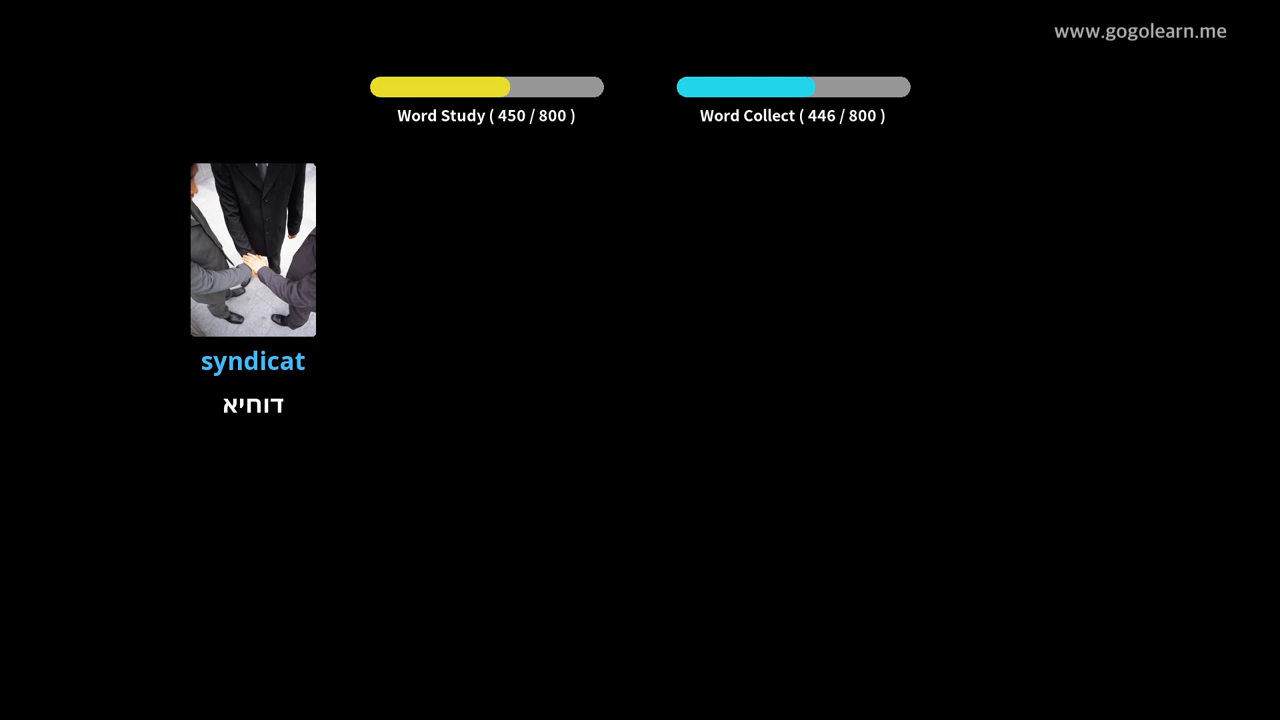 www.gogolearn.me
Word Study ( 450 / 800 )
Word Collect ( 446 / 800 )
syndicat
דוחיא